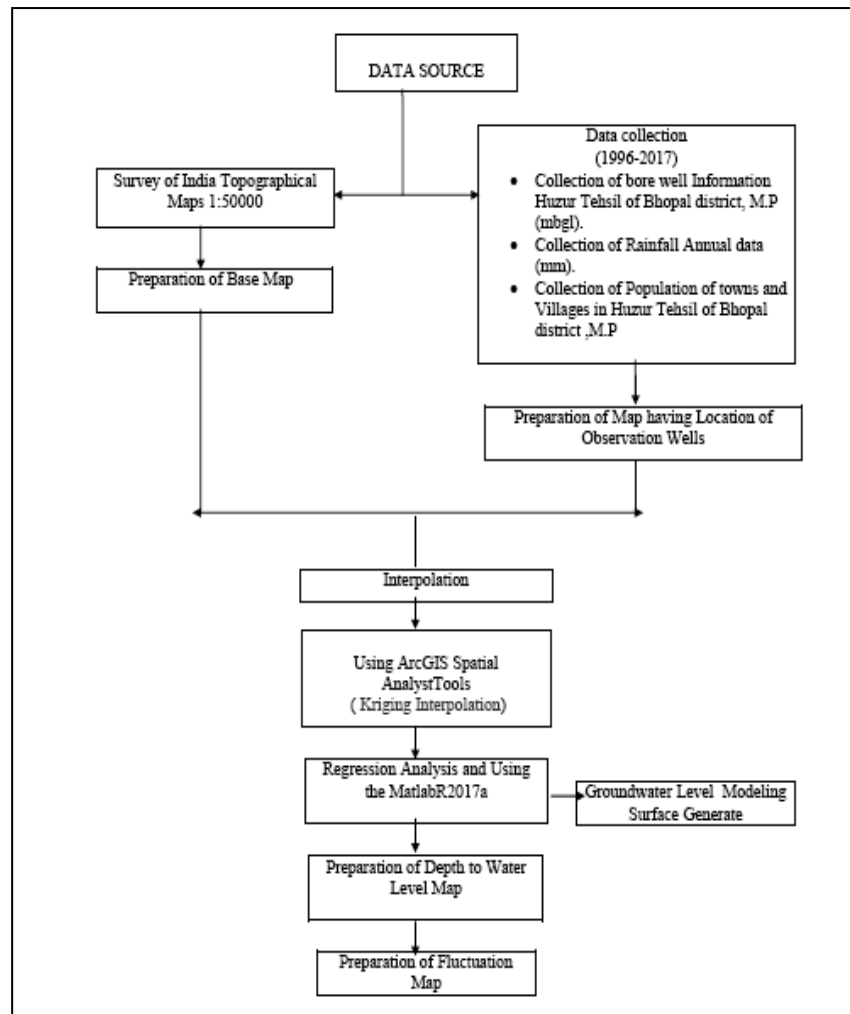 DATA SOURCE
Survey of India Topographical
Maps 1:50000
Preparation of Base Map
Data collection
(1996-2017)
• Collection of bore well Information
Huzur Tehsil of Bhopal district, M.P
(mbgl).
• Collection of Rainfall Annual data
(mm).
• Collection of Population of towns and
Villages in Huzur Tehsil of Bhopal
district ,M.P
Preparation of Map having Location of
Observation Wells
Interpolation
Using ArcGIS Spatial
AnalystTools
( Kriging Interpolation)
Regression Analysis and Using
the MatlabR2017a
Groundwater Level Modeling
Surface Generate
Preparation of Depth to Water
Level Map
Preparation of Fluctuation
Map